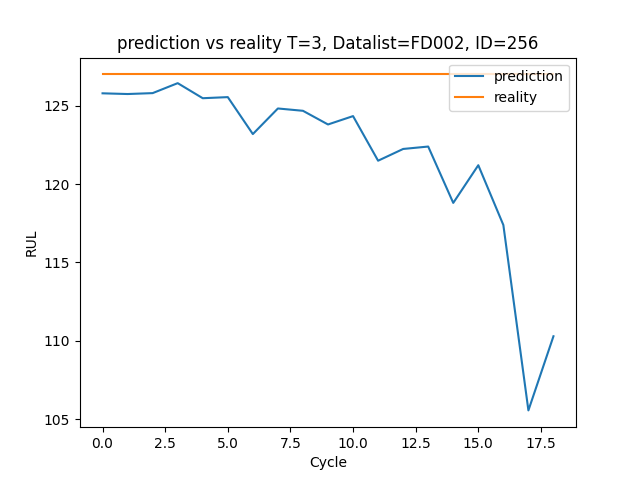 prediction vs reality T=3, Datalist=FD002, ID=256
prediction
reality
125
120
115
110
105
RUL
0.0 2.5 5.0 7.5 10.0 12.5 15.0 17.5
Cycle